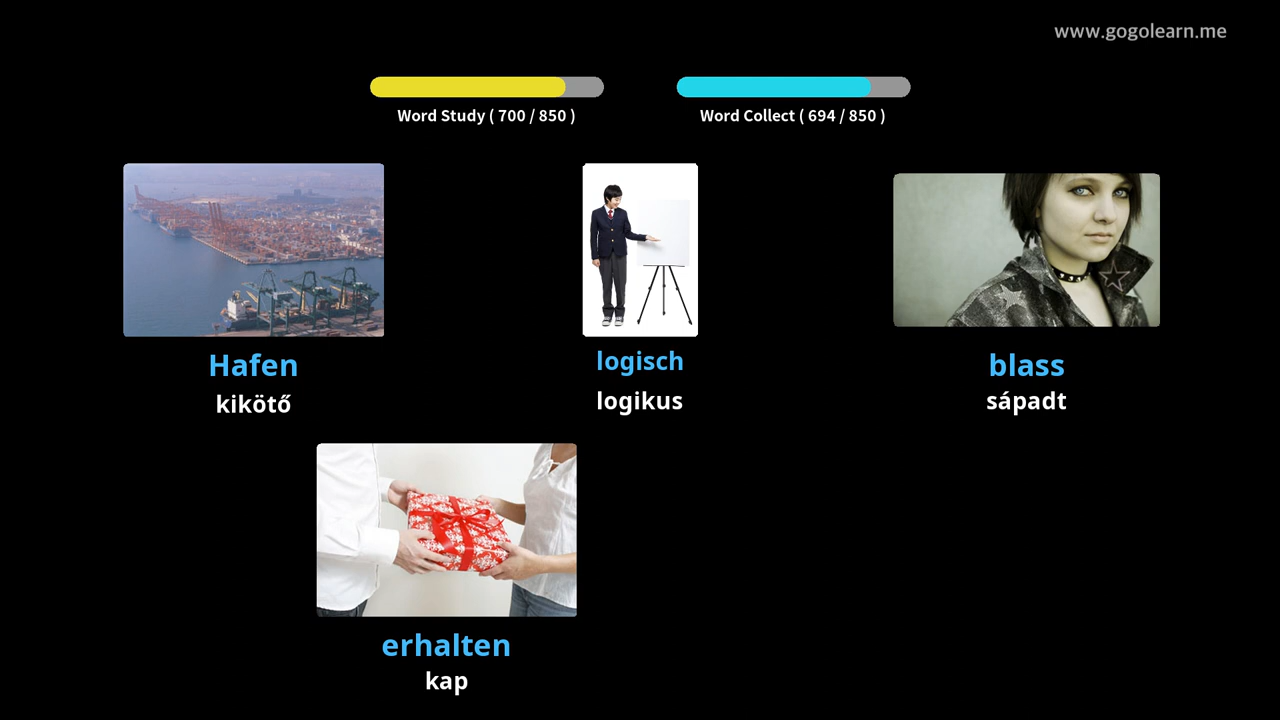 www.gogolearn.me
Word Study ( 700 / 850 )
Word Collect ( 694 / 850 )
Hafen
kikötő
logisch
logikus
blass
sápadt
erhalten
kap